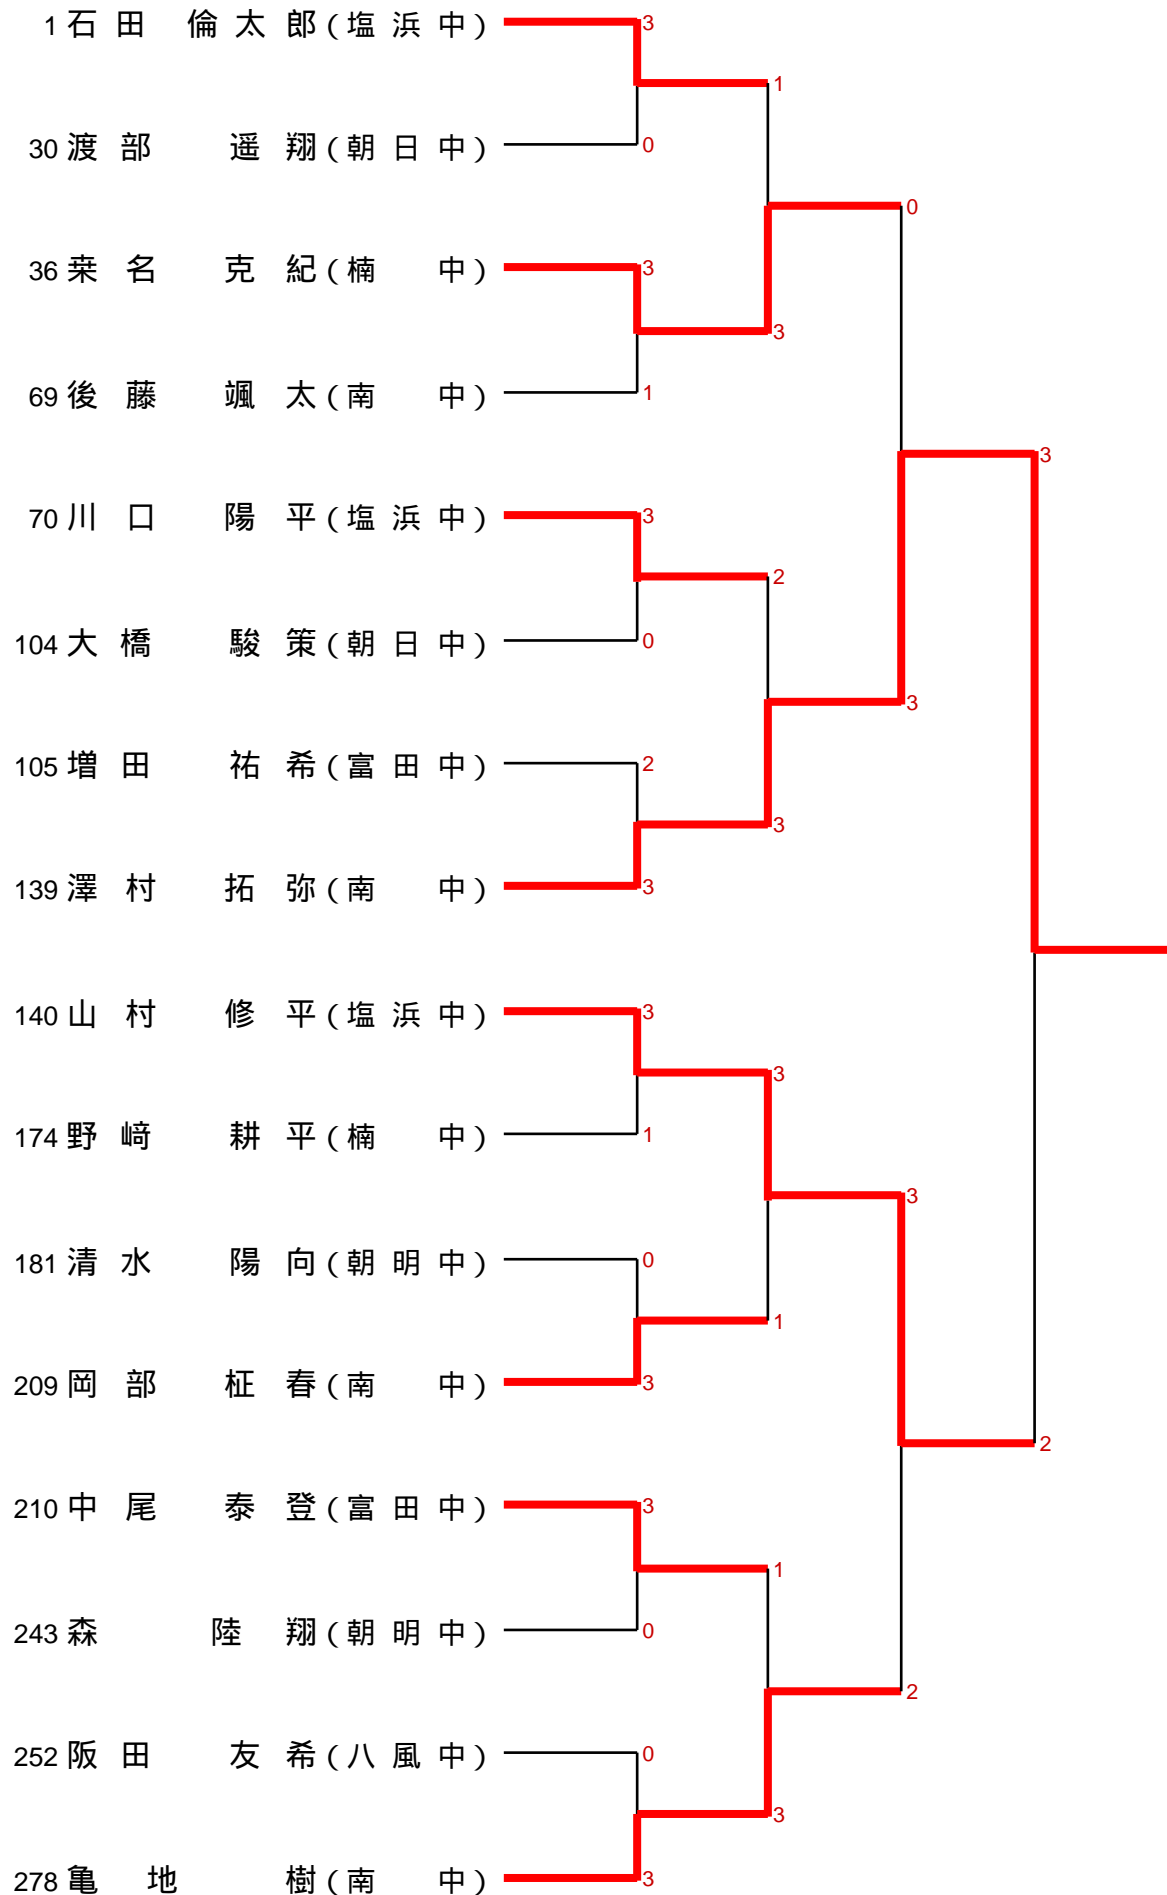 1 石田 倫太郎(塩浜中) 3
1
30 渡部 遥翔(朝日中) 0
0
36 桒名 克紀(楠 中) 3
3
69 後藤 颯太(南 中) 1
3
70 川口 陽平(塩浜中) 3
2
104 大橋 駿策(朝日中) 0
3
105 増田 祐希(富田中) 2
3
139 澤村 拓弥(南 中) 3
140 山村 修平(塩浜中) 3
3
174 野﨑 耕平(楠 中) 1
3
181 清水 陽向(朝明中) 0
1
209 岡部 柾春(南 中) 3
2
210 中尾 泰登(富田中) 3
1
243 森 陸翔(朝明中) 0
2
252 阪田 友希(八風中) 0
3
278 亀地 樹(南 中) 3